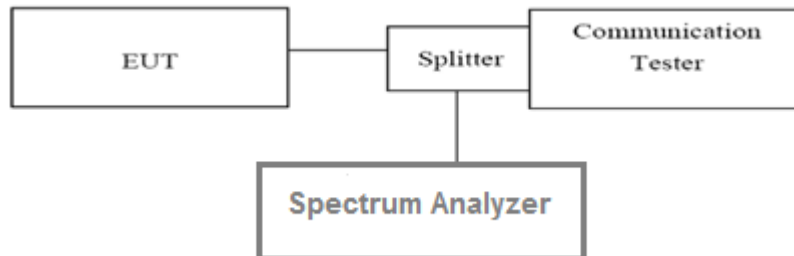 EUT
Splitter
Communication
Tester
Spectrum Analyzer